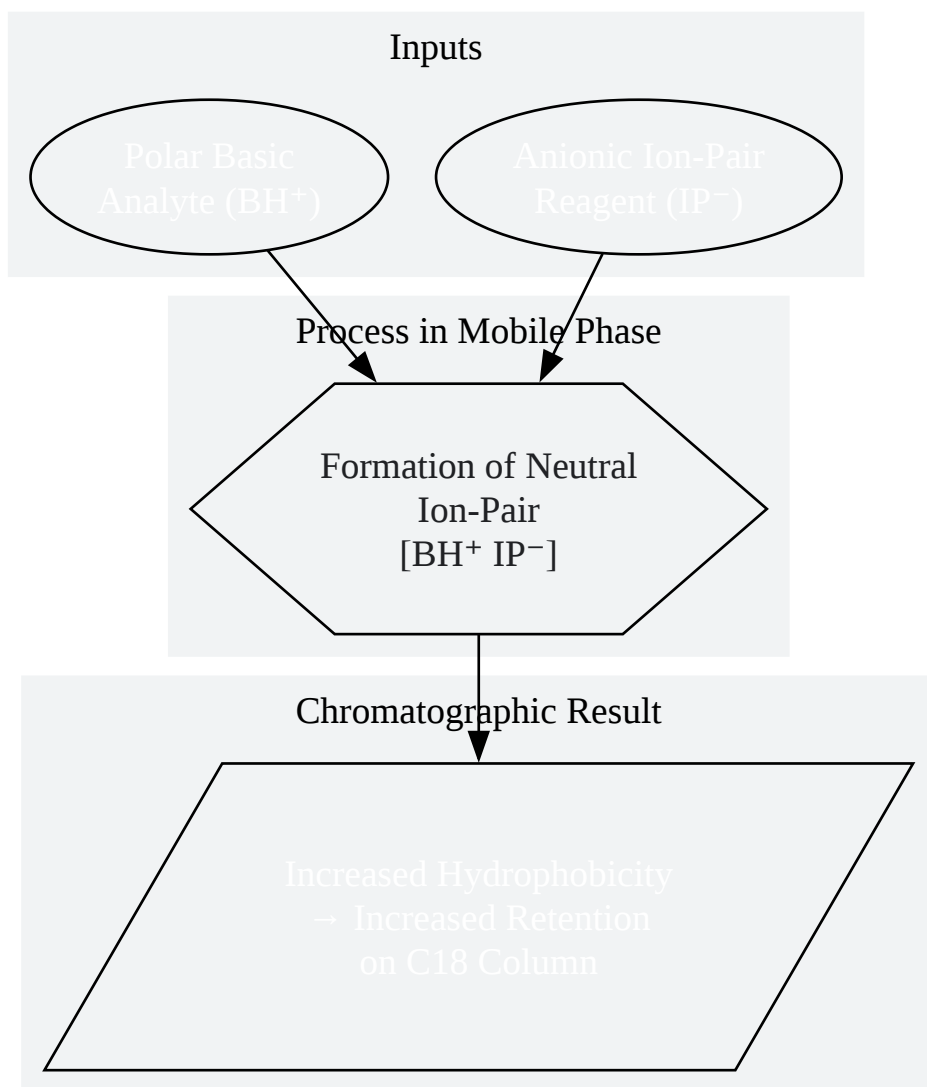 Inputs
Polar Basic
Analyte (BH⁺)
Anionic Ion-Pair
Reagent (IP⁻)
Process in Mobile Phase
Formation of Neutral
Ion-Pair
[BH⁺ IP⁻]
Chromatographic Result
Increased Hydrophobicity
→ Increased Retention
on C18 Column